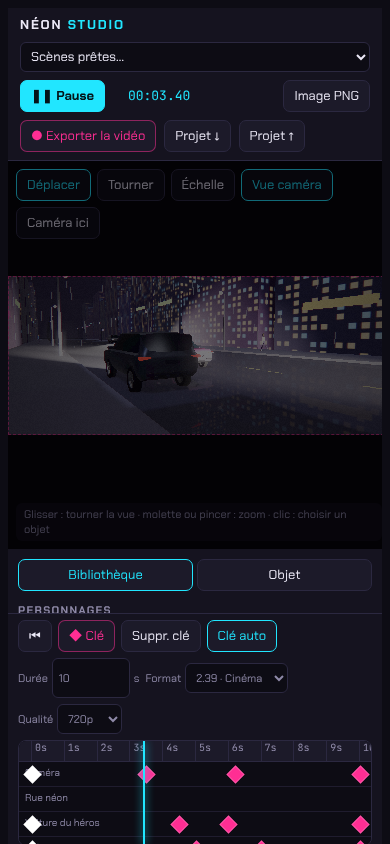 NÉON STUDIO
Scènes prêtes...
❚❚ Pause 00:03.40 Image PNG
● Exporter la vidéo Projet ↓ Projet ↑
Déplacer Tourner Échelle Vue caméra
Caméra ici
Glisser : tourner la vue · molette ou pincer : zoom · clic : choisir un
objet
Bibliothèque Objet
PERSONNAGES
⏮ ◆ Clé Suppr. clé Clé auto
Durée 10 s Format 2.39 · Cinéma
Qualité 720p
0s 1s 2s 3s 4s 5s 6s 7s 8s 9s
Rue néon
du héros